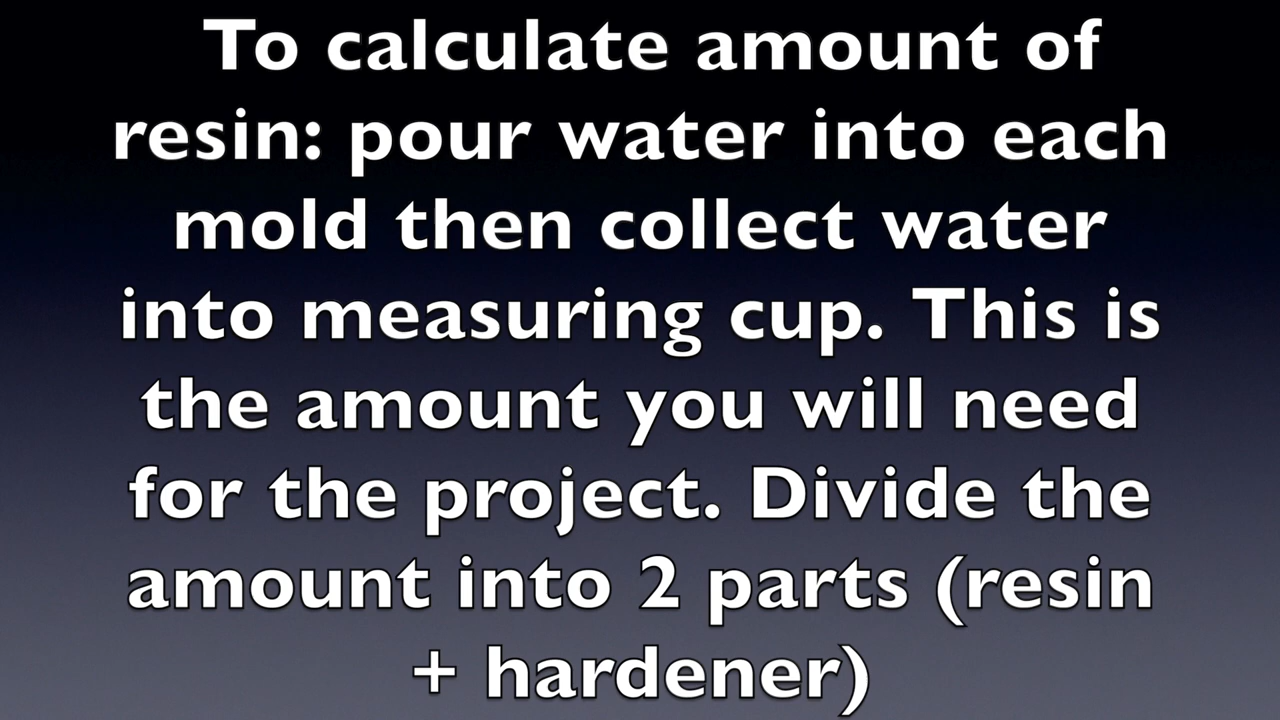 To calculate amount of
resin: pour water into each
mold then collect water
into measuring cup. This is
the amount you will need
for the project. Divide the
amount into 2 parts (resin
+ hardener)